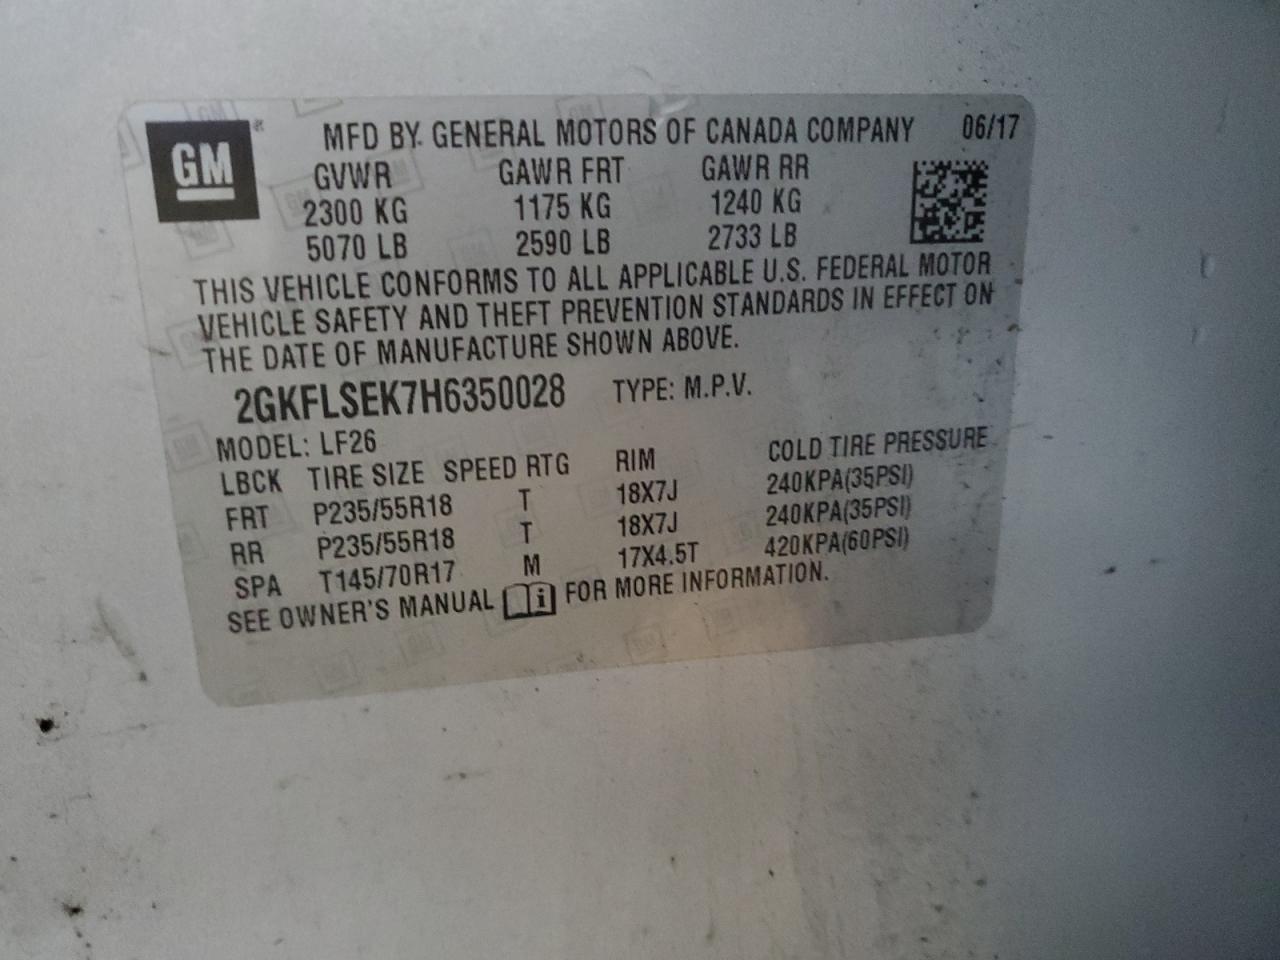 GM
MFD BY GENERAL MOTORS OF CANADA COMPANY 06/17
GVWR GAWR FRT GAWR RR
2300 KG 1175 KG 1240 KG
5070 LB 2590 LB 2733 LB
THIS VEHICLE CONFORMS TO ALL APPLICABLE U.S. FEDERAL MOTOR
VEHICLE SAFETY AND THEFT PREVENTION STANDARDS IN EFFECT ON
THE DATE OF MANUFACTURE SHOWN ABOVE.
2GKFLSEK7H6350028 TYPE: M.P.V.
MODEL: LF26
LBCK TIRE SIZE SPEED RTG RIM COLD TIRE PRESSURE
FRT P235/55R18 T 18X7J 240KPA(35PSI)
RR P235/55R18 T 18X7J 240KPA(35PSI)
SPA T145/70R17 M 17X4.5T 420KPA(60PSI)
SEE OWNER'S MANUAL i FOR MORE INFORMATION.